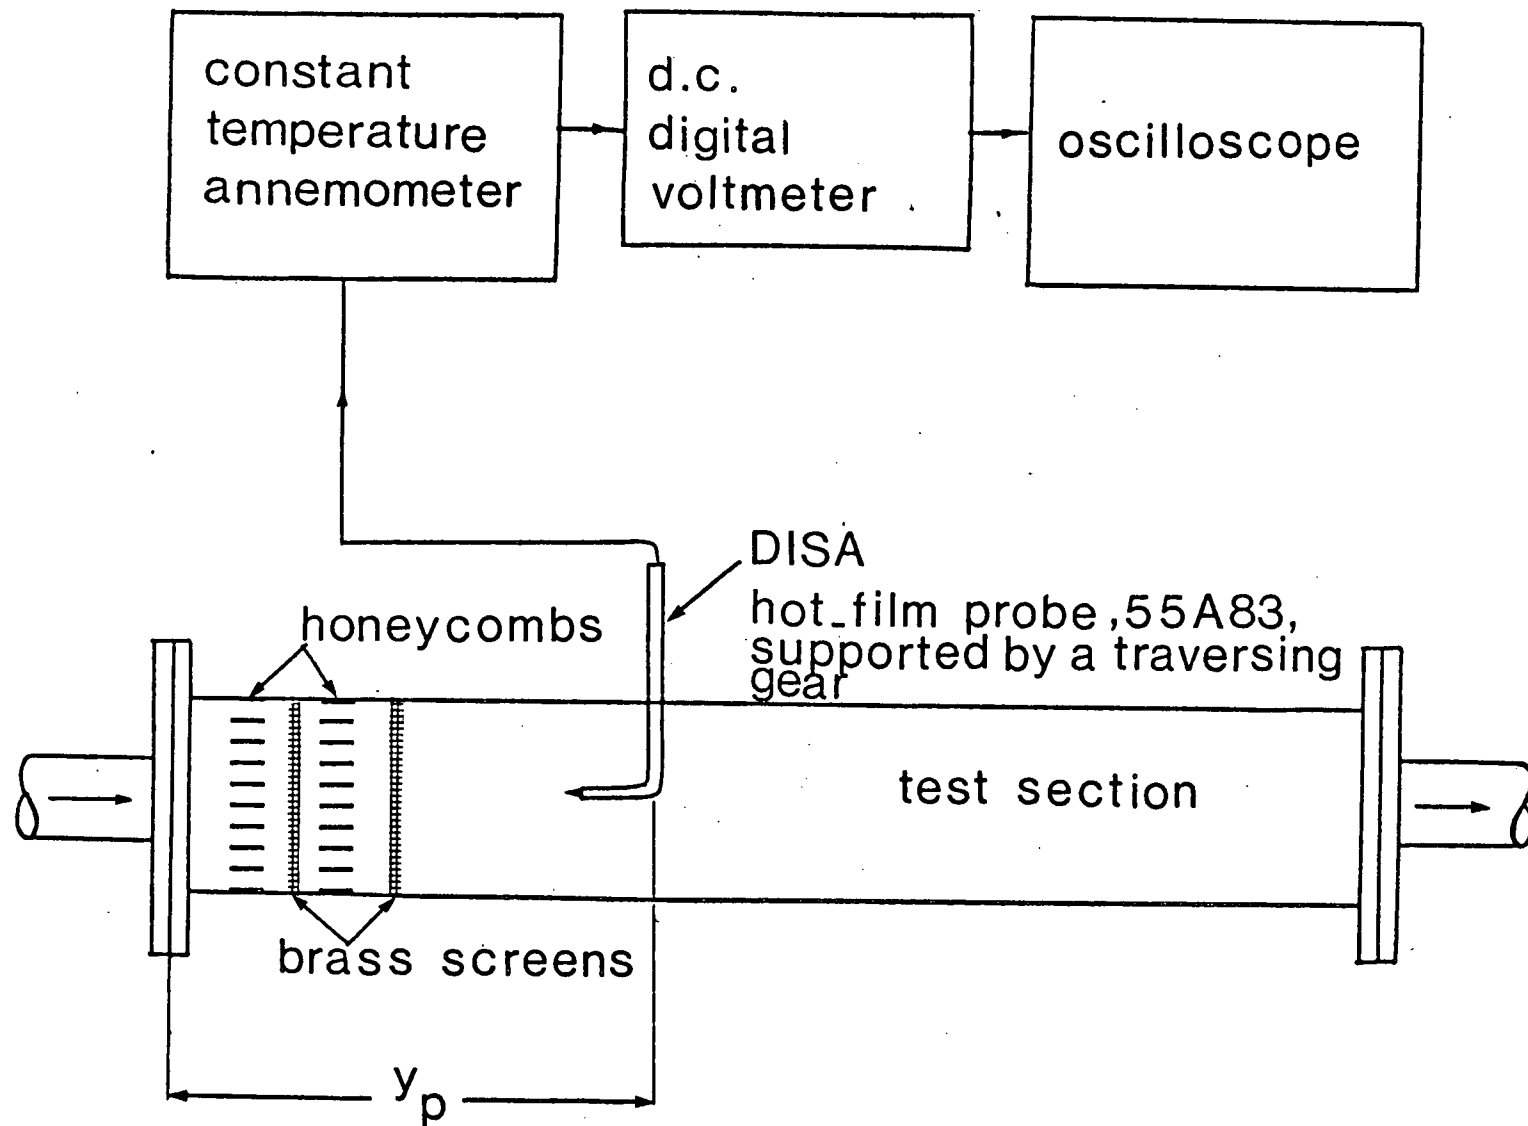 constant
temperature
annemometer
d.c.
digital
voltmeter
oscilloscope
DISA
hot-film probe,55A83,
supported by a traversing
gear
honeycombs
test section
brass screens
yp